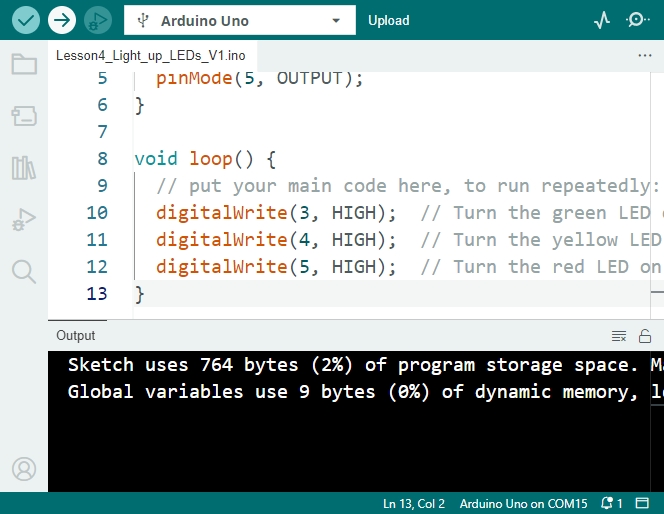 Arduino Uno Upload
Lesson4_Light_up_LEDs_V1.ino
5 pinMode(5, OUTPUT);
6 }
7
8 void loop() {
9 // put your main code here, to run repeatedly:
10 digitalWrite(3, HIGH); // Turn the green LED
11 digitalWrite(4, HIGH); // Turn the yellow LED
12 digitalWrite(5, HIGH); // Turn the red LED on
13 }
Output
Sketch uses 764 bytes (2%) of program storage space.
Global variables use 9 bytes (0%) of dynamic memory,
Ln 13, Col 2 Arduino Uno on COM15 1